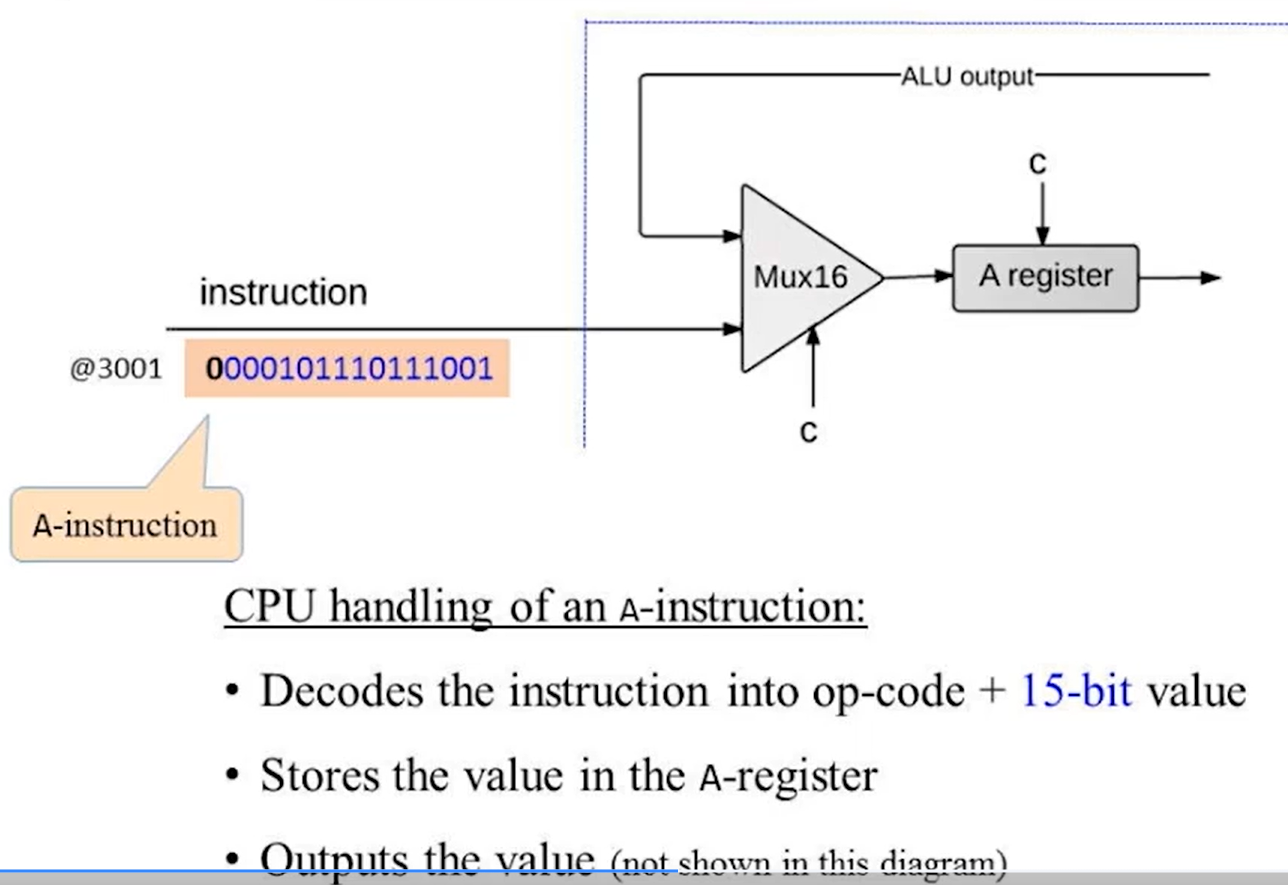 ALU output
c
Mux16
A register
instruction
@3001 0000101110111001
c
A-instruction
CPU handling of an A-instruction:
• Decodes the instruction into op-code + 15-bit value
• Stores the value in the A-register
• Outputs the value (not shown in this diagram)